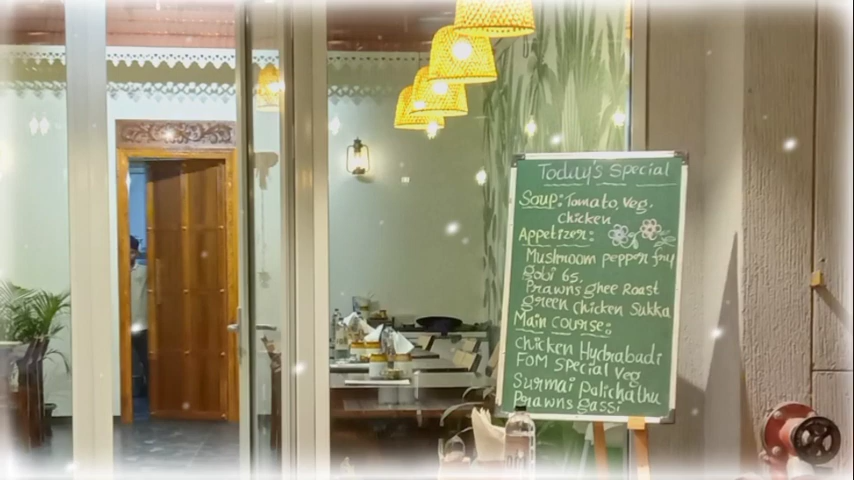 Today's Special
Soup: Tomato, Veg,
Chicken
Appetizer:
Mushroom pepper fry
Gobi 65,
Prawns Ghee Roast
Green Chicken Sukka
Main Course:
Chicken Hydrabadi
FOM Special Veg
Surmai Palichathu
Prawns Gassi